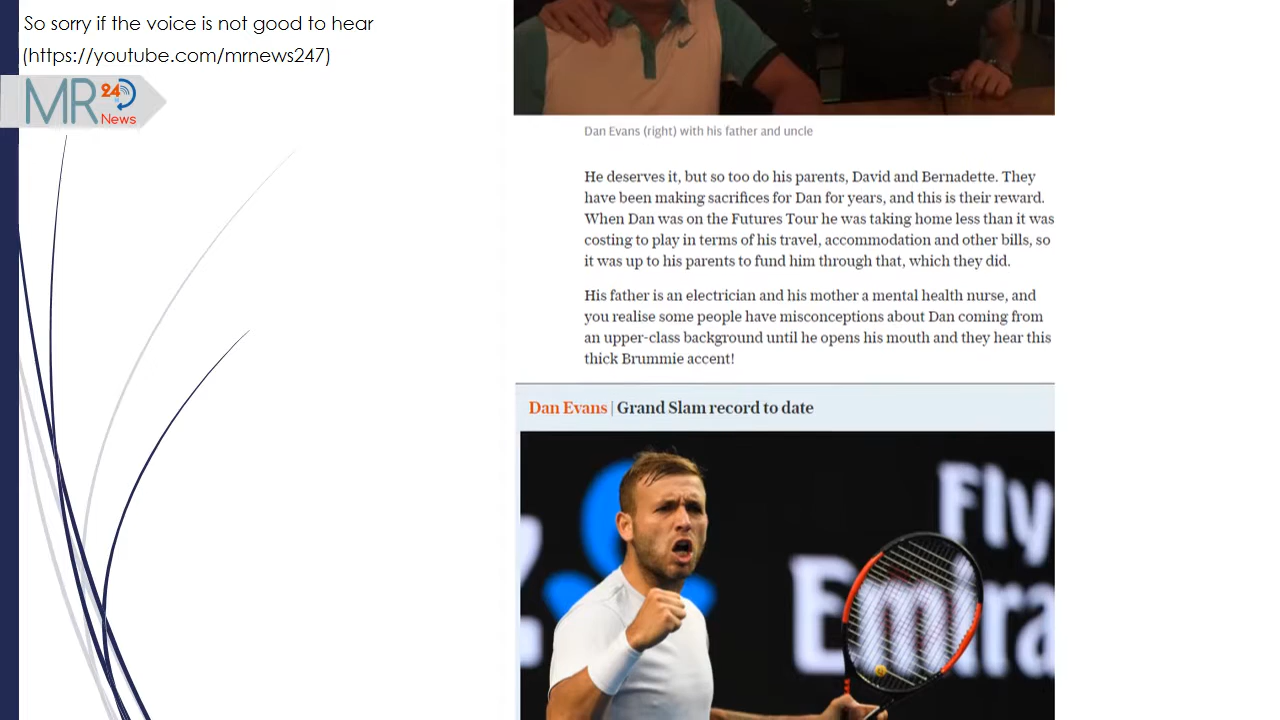 So sorry if the voice is not good to hear
(https://youtube.com/mrnews247)
MR 24
News
Dan Evans (right) with his father and uncle
He deserves it, but so too do his parents, David and Bernadette. They
have been making sacrifices for Dan for years, and this is their reward.
When Dan was on the Futures Tour he was taking home less than it was
costing to play in terms of his travel, accommodation and other bills, so
it was up to his parents to fund him through that, which they did.
His father is an electrician and his mother a mental health nurse, and
you realise some people have misconceptions about Dan coming from
an upper-class background until he opens his mouth and they hear this
thick Brummie accent!
Dan Evans | Grand Slam record to date
Fly
Emira